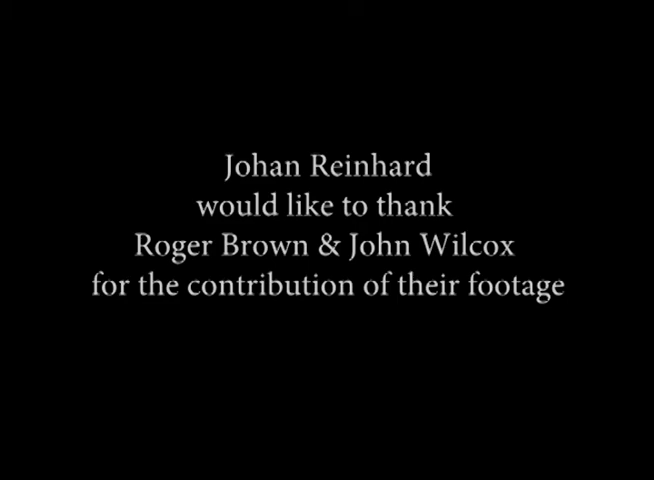 Johan Reinhard
would like to thank
Roger Brown & John Wilcox
for the contribution of their footage